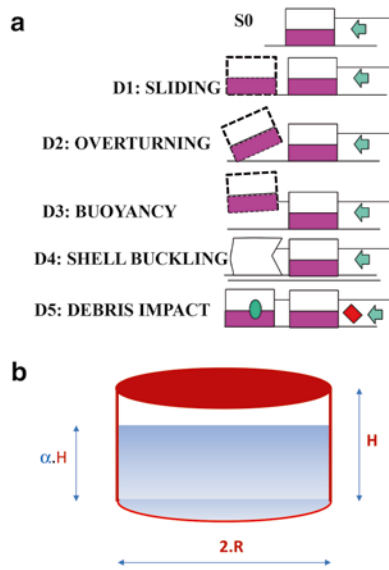 a
S0
D1: SLIDING
D2: OVERTURNING
D3: BUOYANCY
D4: SHELL BUCKLING
D5: DEBRIS IMPACT
b
α.H
H
2.R